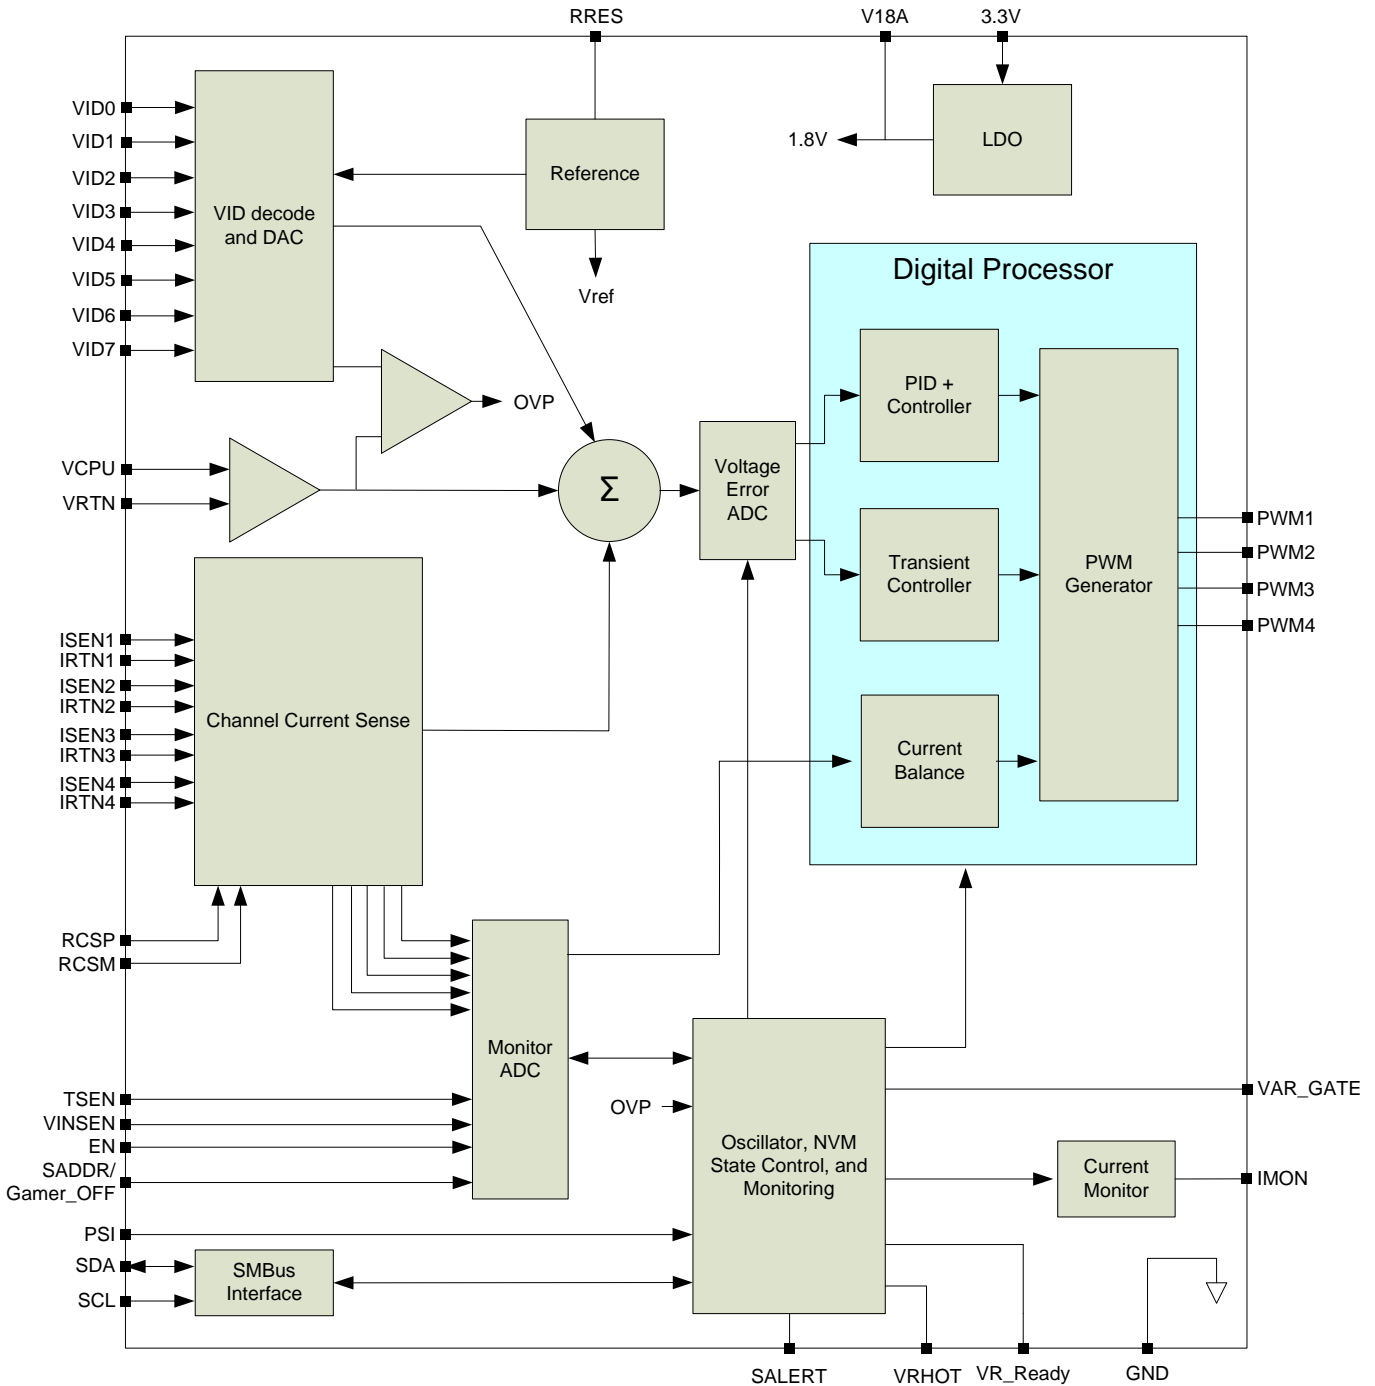 RRES
V18A
3.3V
VID0
VID1
VID2
VID3
VID4
VID5
VID6
VID7
VID decode
and DAC
Reference
Vref
1.8V
LDO
OVP
VCPU
VRTN
Σ
Voltage
Error
ADC
Digital Processor
PID +
Controller
Transient
Controller
Current
Balance
PWM
Generator
PWM1
PWM2
PWM3
PWM4
ISEN1
IRTN1
ISEN2
IRTN2
ISEN3
IRTN3
ISEN4
IRTN4
Channel Current Sense
RCSP
RCSM
Monitor
ADC
TSEN
VINSEN
EN
SADDR/
Gamer_OFF
PSI
SDA
SCL
SMBus
Interface
OVP
Oscillator, NVM
State Control, and
Monitoring
VAR_GATE
Current
Monitor
IMON
SALERT
VRHOT
VR_Ready
GND